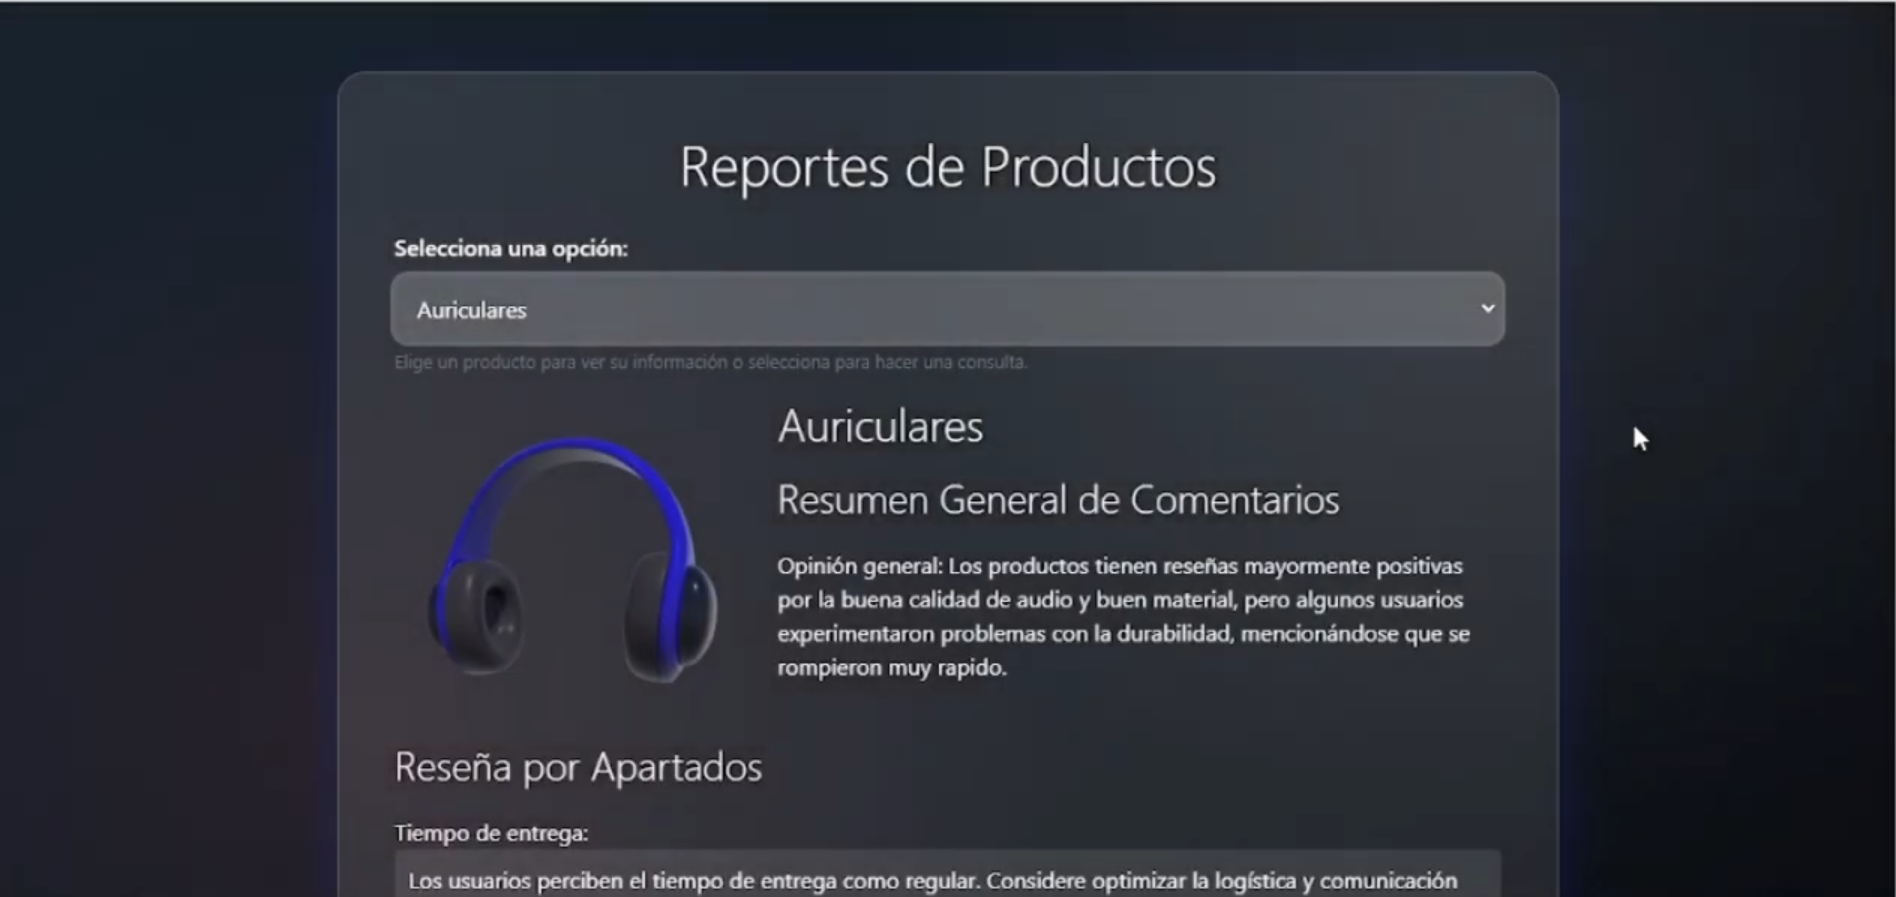 Reportes de Productos
Selecciona una opción:
Auriculares
Elige un producto para ver su información o selecciona para hacer una consulta.
Auriculares
Resumen General de Comentarios
Opinión general: Los productos tienen reseñas mayormente positivas
por la buena calidad de audio y buen material, pero algunos usuarios
experimentaron problemas con la durabilidad, mencionándose que se
rompieron muy rapido.
Reseña por Apartados
Tiempo de entrega:
Los usuarios perciben el tiempo de entrega como regular. Considere optimizar la logística y comunicación